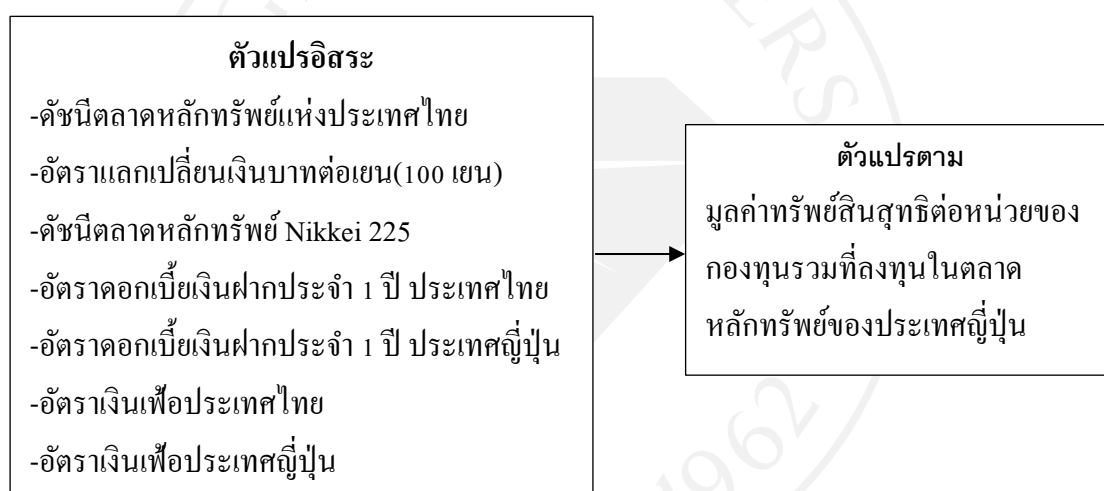 ตัวแปรอิสระ
-ดัชนีตลาดหลักทรัพย์แห่งประเทศไทย
-อัตราแลกเปลี่ยนเงินบาทต่อเยน(100 เยน)
-ดัชนีตลาดหลักทรัพย์ Nikkei 225
-อัตราดอกเบี้ยเงินฝากประจำ 1 ปี ประเทศไทย
-อัตราดอกเบี้ยเงินฝากประจำ 1 ปี ประเทศญี่ปุ่น
-อัตราเงินเฟ้อประเทศไทย
-อัตราเงินเฟ้อประเทศญี่ปุ่น
ตัวแปรตาม
มูลค่าทรัพย์สินสุทธิต่อหน่วยของ
กองทุนรวมที่ลงทุนในตลาด
หลักทรัพย์ของประเทศญี่ปุ่น